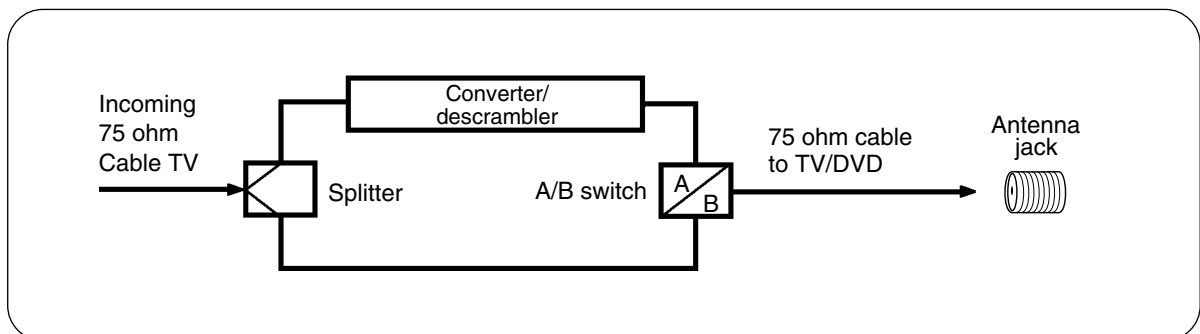 Incoming
75 ohm
Cable TV
Converter/
descrambler
Splitter
A/B switch
A
B
75 ohm cable
to TV/DVD
Antenna
jack